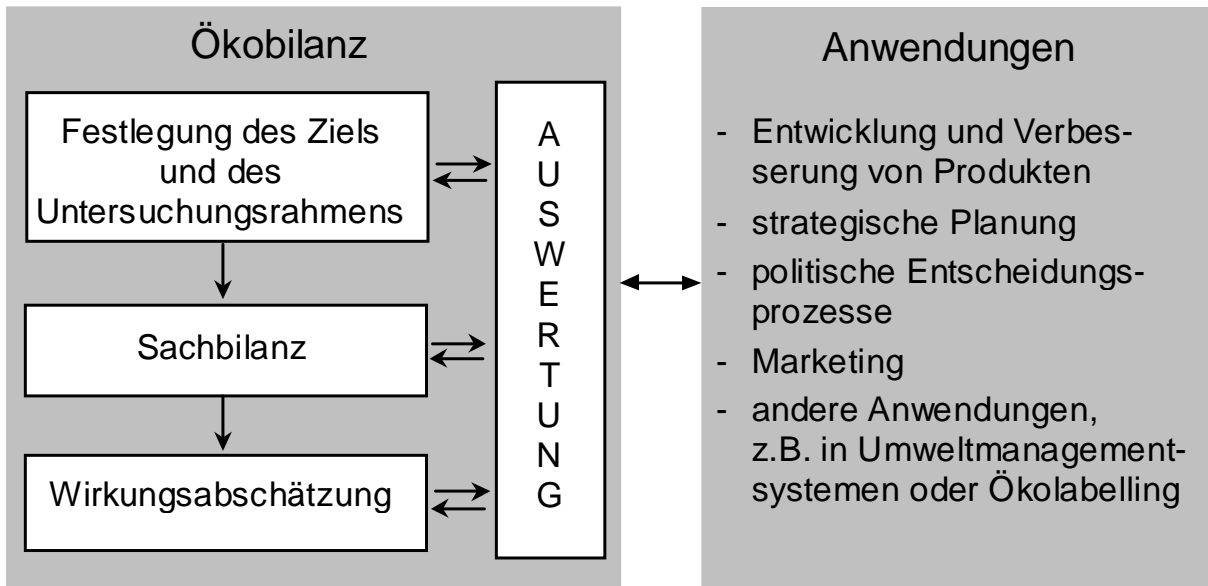 Ökobilanz
Festlegung des Ziels
und des
Untersuchungsrahmens
Sachbilanz
Wirkungsabschätzung
A
U
S
W
E
R
T
U
N
G
Anwendungen
- Entwicklung und Verbes-
serung von Produkten
- strategische Planung
- politische Entscheidungs-
prozesse
- Marketing
- andere Anwendungen,
z.B. in Umweltmanagement-
systemen oder Ökolabelling